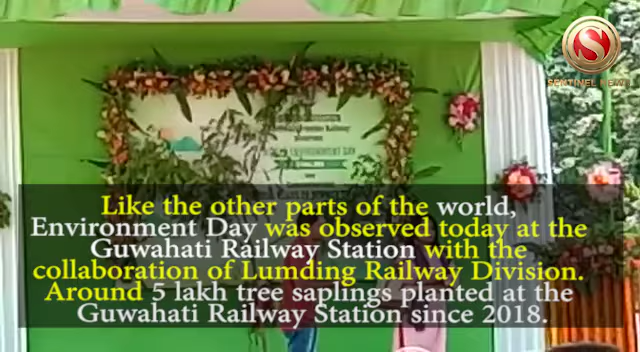 S
SENTINEL NEWS
ENVIRONMENT DAY
Like the other parts of the world,
Environment Day was observed today at the
Guwahati Railway Station with the
collaboration of Lumding Railway Division.
Around 5 lakh tree saplings planted at the
Guwahati Railway Station since 2018.